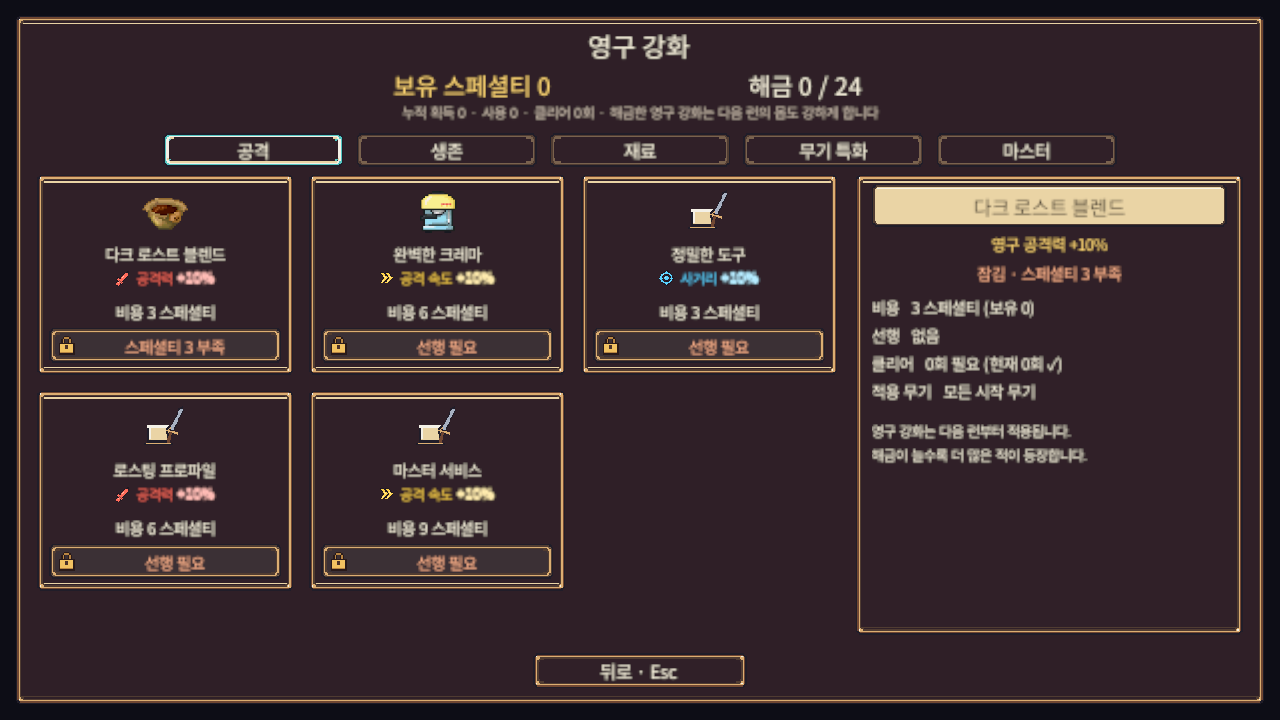 영구 강화
보유 스페셜티 0
해금 0 / 24
누적 획득 0 · 사용 0 · 클리어 0회 · 해금한 영구 강화는 다음 런의 몸도 강하게 합니다
공격
생존
재료
무기 특화
마스터
다크 로스트 블렌드
공격력 +10%
비용 3 스페셜티
스페셜티 3 부족
완벽한 크레마
공격 속도 +10%
비용 6 스페셜티
선행 필요
정밀한 도구
사거리 +10%
비용 3 스페셜티
선행 필요
로스팅 프로파일
공격력 +10%
비용 6 스페셜티
선행 필요
마스터 서비스
공격 속도 +10%
비용 9 스페셜티
선행 필요
다크 로스트 블렌드
영구 공격력 +10%
잠김 · 스페셜티 3 부족
비용 3 스페셜티 (보유 0)
선행 없음
클리어 0회 필요 (현재 0회 ✓)
적용 무기 모든 시작 무기
영구 강화는 다음 런부터 적용됩니다.
해금이 늘수록 더 많은 적이 등장합니다.
뒤로 · Esc